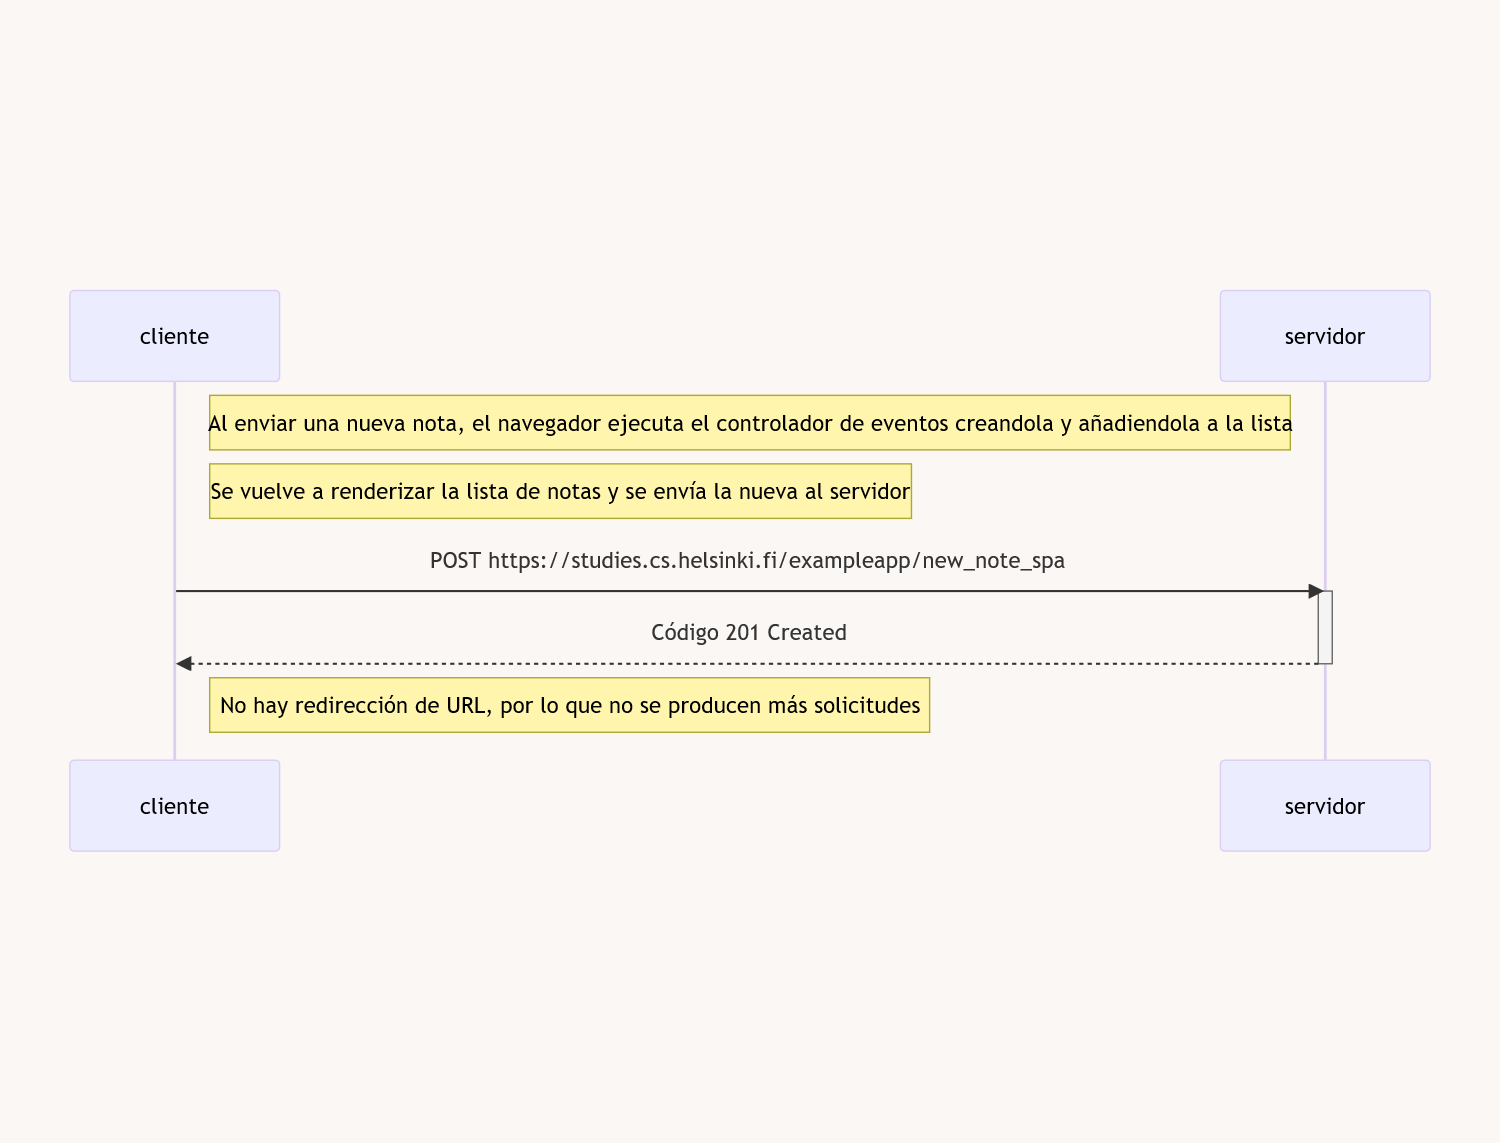 cliente
servidor
Al enviar una nueva nota, el navegador ejecuta el controlador de eventos creandola y añadiendola a la lista
Se vuelve a renderizar la lista de notas y se envía la nueva al servidor
POST https://studies.cs.helsinki.fi/exampleapp/new_note_spa
Código 201 Created
No hay redirección de URL, por lo que no se producen más solicitudes
cliente
servidor